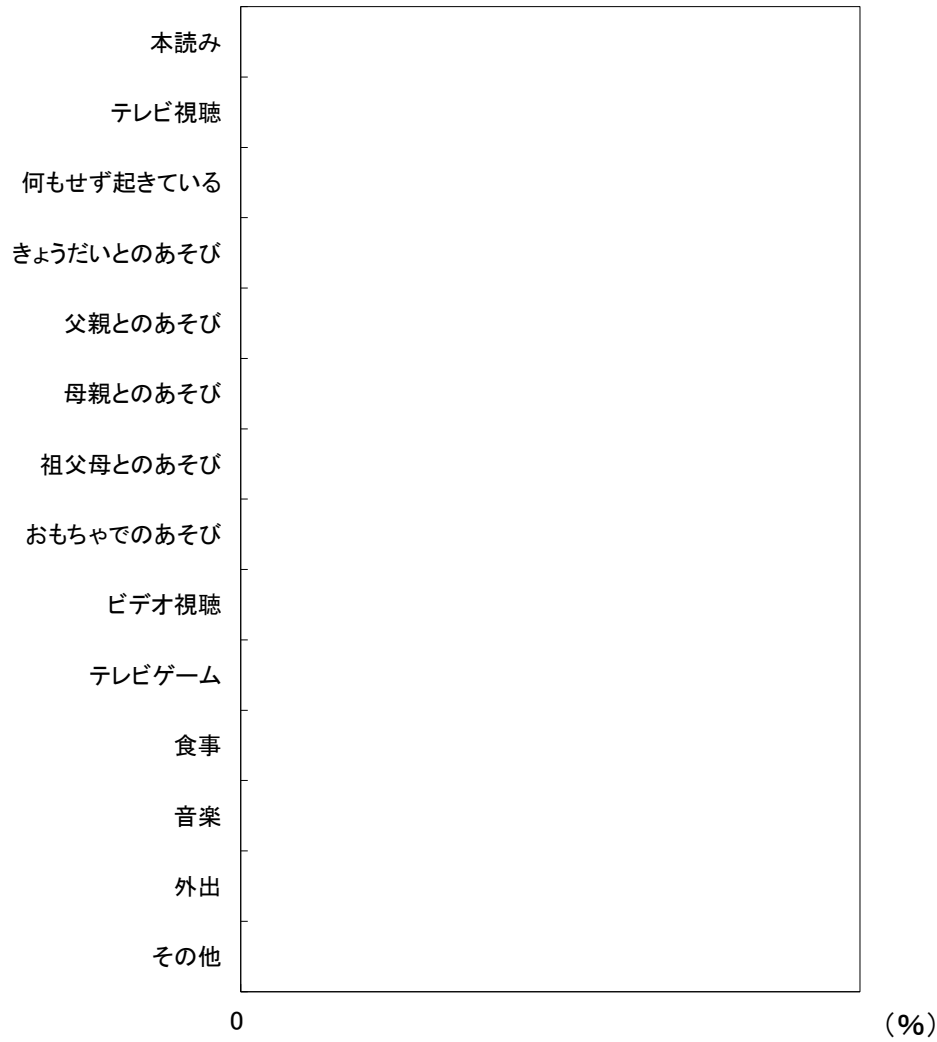 本読み
テレビ視聴
何もせず起きている
きょうだいとのあそび
父親とのあそび
母親とのあそび
祖父母とのあそび
おもちゃでのあそび
ビデオ視聴
テレビゲーム
食事
音楽
外出
その他
0
（%）